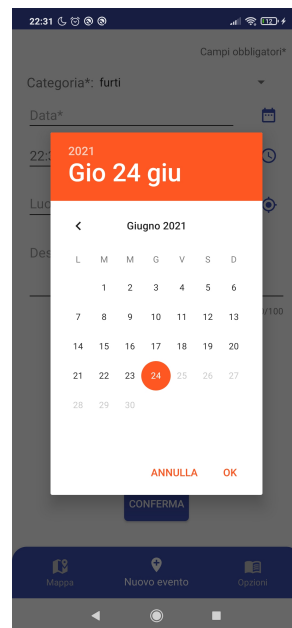 22:31
12
Campi obbligatori*
Categoria*: furti
Data*
22:
Luo
Des
/100
2021
Gio 24 giu
Giugno 2021
L M M G V S D
1 2 3 4 5 6
7 8 9 10 11 12 13
14 15 16 17 18 19 20
21 22 23 24 25 26 27
28 29 30
ANNULLA OK
CONFERMA
Mappa Nuovo evento Opzioni